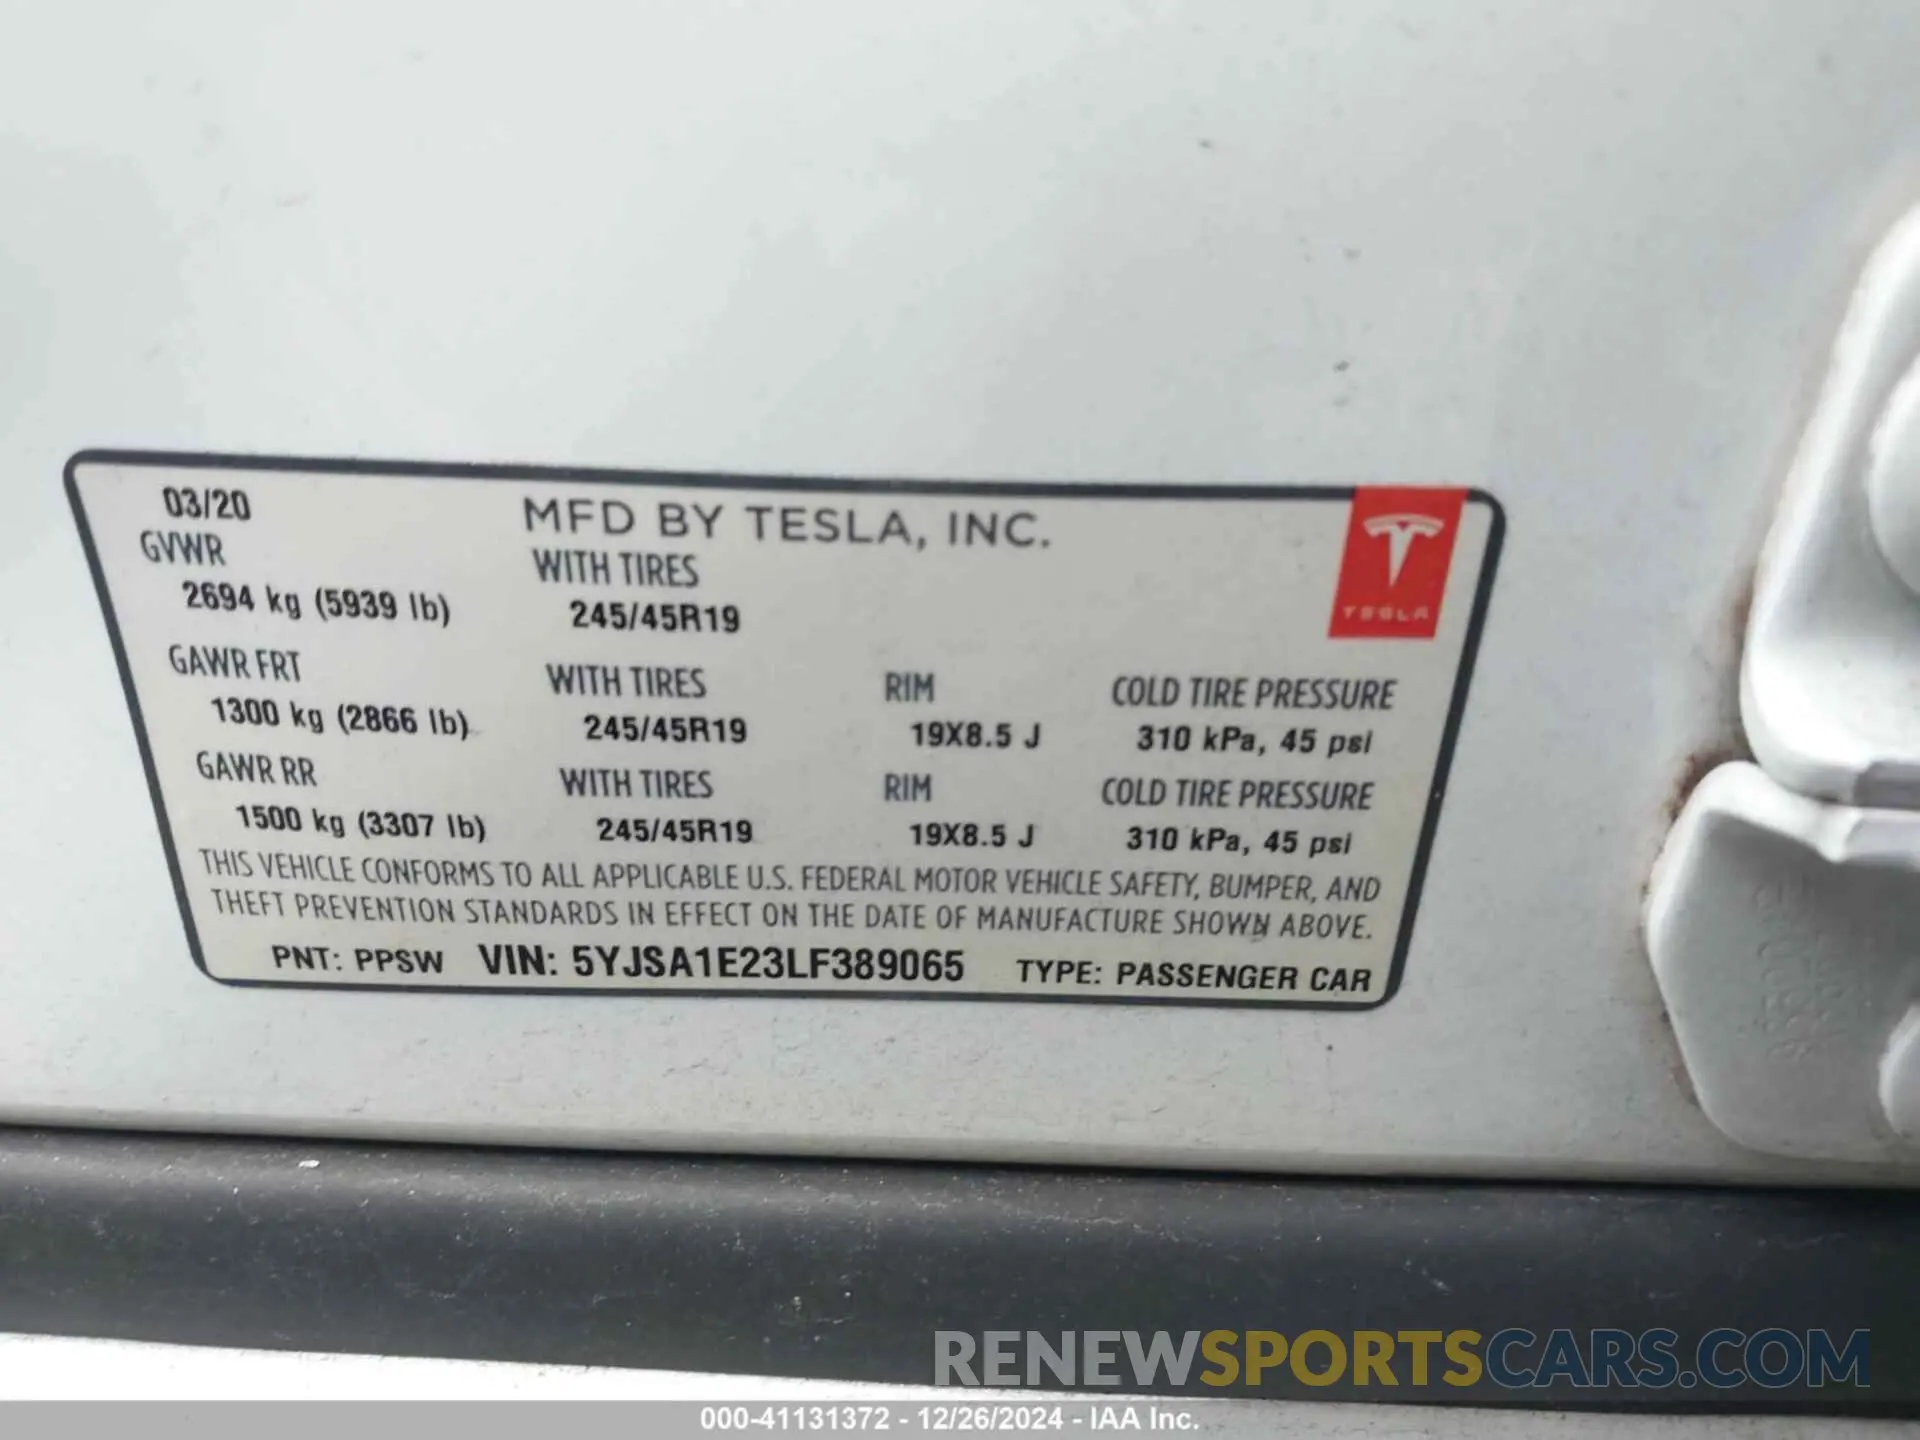 03/20 MFD BY TESLA, INC.
GVWR WITH TIRES
2694 kg (5939 lb) 245/45R19
TESLA
GAWR FRT WITH TIRES RIM COLD TIRE PRESSURE
1300 kg (2866 lb) 245/45R19 19X8.5 J 310 kPa, 45 psi
GAWR RR WITH TIRES RIM COLD TIRE PRESSURE
1500 kg (3307 lb) 245/45R19 19X8.5 J 310 kPa, 45 psi
THIS VEHICLE CONFORMS TO ALL APPLICABLE U.S. FEDERAL MOTOR VEHICLE SAFETY, BUMPER, AND
THEFT PREVENTION STANDARDS IN EFFECT ON THE DATE OF MANUFACTURE SHOWN ABOVE.
PNT: PPSW VIN: 5YJSA1E23LF389065 TYPE: PASSENGER CAR
RENEWSPORTSCARS.COM
000-41131372 - 12/26/2024 - IAA Inc.